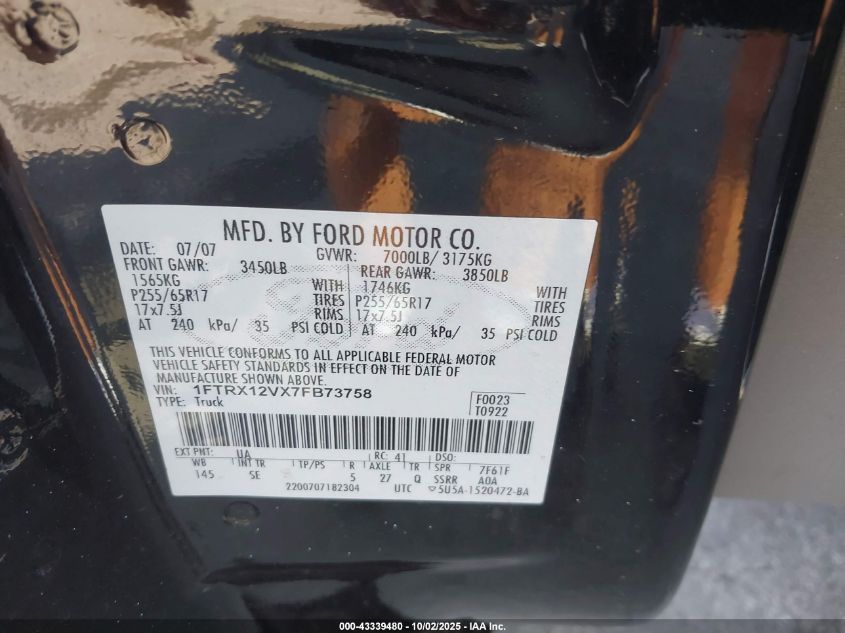 MFD. BY FORD MOTOR CO.
DATE: 07/07 GVWR: 7000LB/ 3175KG
FRONT GAWR: 3450LB REAR GAWR: 3850LB
1565KG WITH 1746KG WITH
P255/65R17 TIRES P255/65R17 TIRES
17x7.5J RIMS 17x7.5J RIMS
AT 240 kPa/ 35 PSI COLD AT 240 kPa/ 35 PSI COLD
THIS VEHICLE CONFORMS TO ALL APPLICABLE FEDERAL MOTOR
VEHICLE SAFETY STANDARDS IN EFFECT ON THE DATE OF
MANUFACTURE SHOWN ABOVE.
VIN: 1FTRX12VX7FB73758 F0023
TYPE: Truck T0922
EXT PNT: UA RC: 41 DSO:
WB INT TR TP/PS R AXLE TR SPR 7F61F
145 SE 5 27 Q SSRR A0A
2200707182304 UTC ▽5U5A-1520472-BA
000-43339480 - 10/02/2025 - IAA Inc.